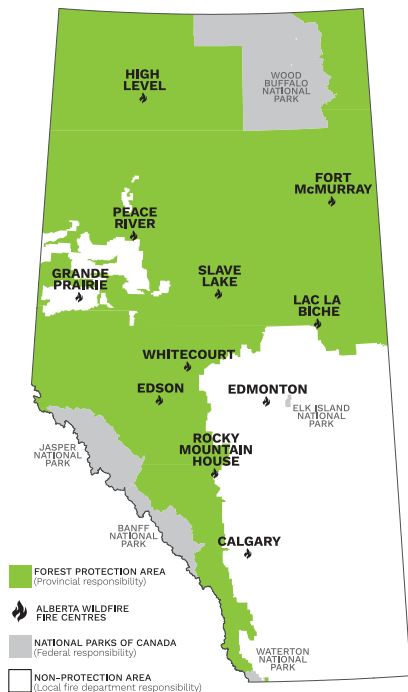 HIGH
LEVEL
WOOD
BUFFALO
NATIONAL
PARK
FORT
McMURRAY
PEACE
RIVER
GRANDE
PRAIRIE
SLAVE
LAKE
LAC LA
BICHE
WHITECOURT
EDSON
EDMONTON
ELK ISLAND
NATIONAL
PARK
ROCKY
MOUNTAIN
HOUSE
JASPER
NATIONAL
PARK
BANFF
NATIONAL
PARK
CALGARY
WATERTON
NATIONAL
PARK
FOREST PROTECTION AREA
(Provincial responsibility)
ALBERTA WILDFIRE
FIRE CENTRES
NATIONAL PARKS OF CANADA
(Federal responsibility)
NON-PROTECTION AREA
(Local fire department responsibility)